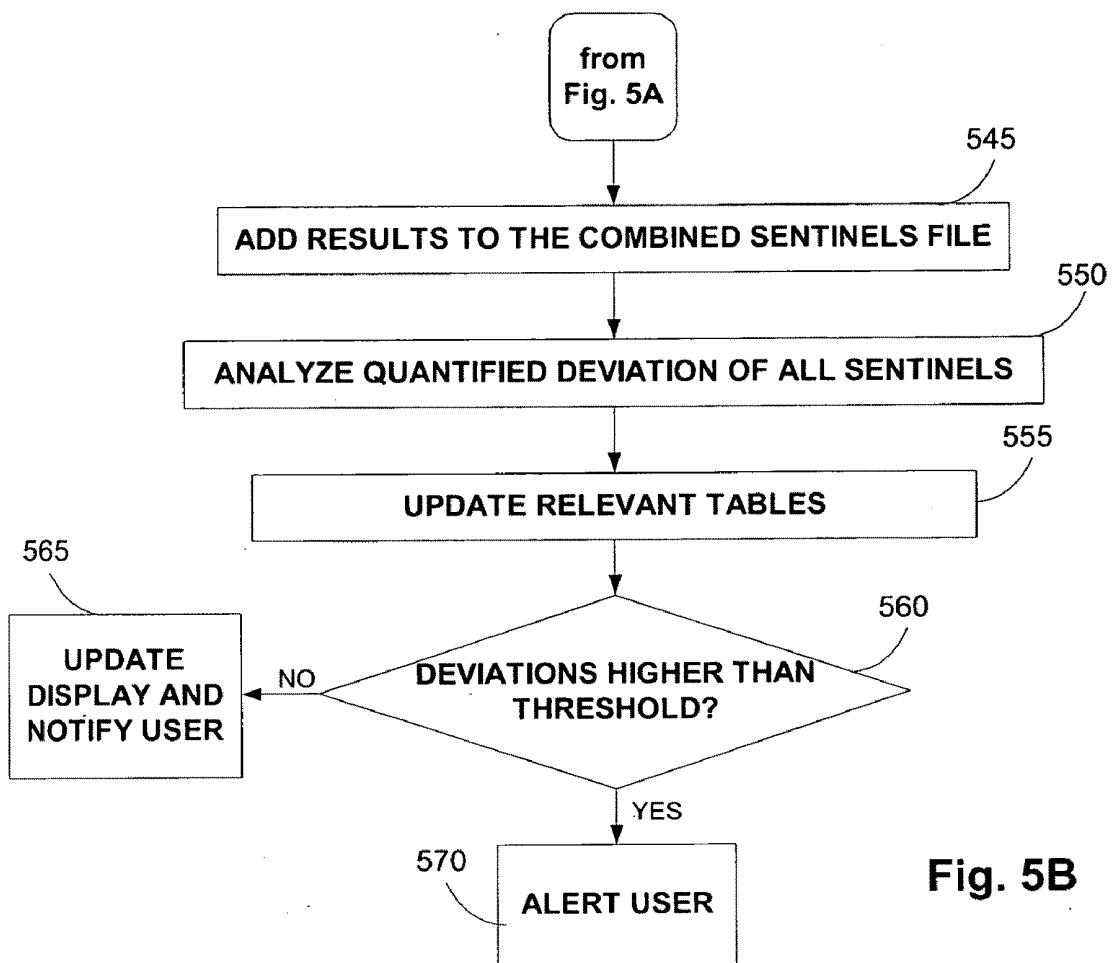 from
Fig. 5A
545
ADD RESULTS TO THE COMBINED SENTINELS FILE
550
ANALYZE QUANTIFIED DEVIATION OF ALL SENTINELS
555
UPDATE RELEVANT TABLES
565
560
UPDATE
DISPLAY AND
NOTIFY USER
NO
DEVIATIONS HIGHER THAN
THRESHOLD?
YES
570
ALERT USER
Fig. 5B